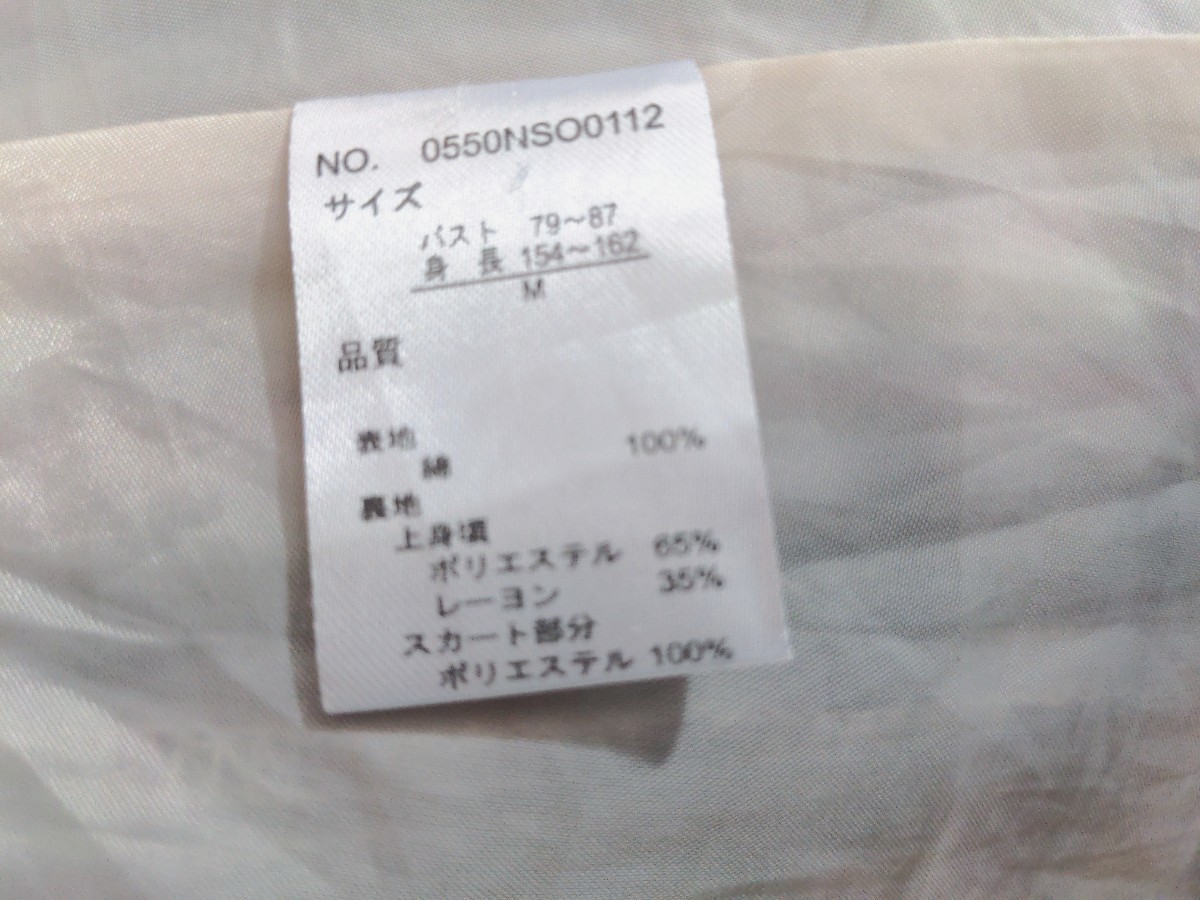 NO. 0550NSO0112
サイズ
バスト 79～87
身 長 154～162
M
品質
表地
綿 100%
裏地
上身頃
ポリエステル 65%
レーヨン 35%
スカート部分
ポリエステル 100%